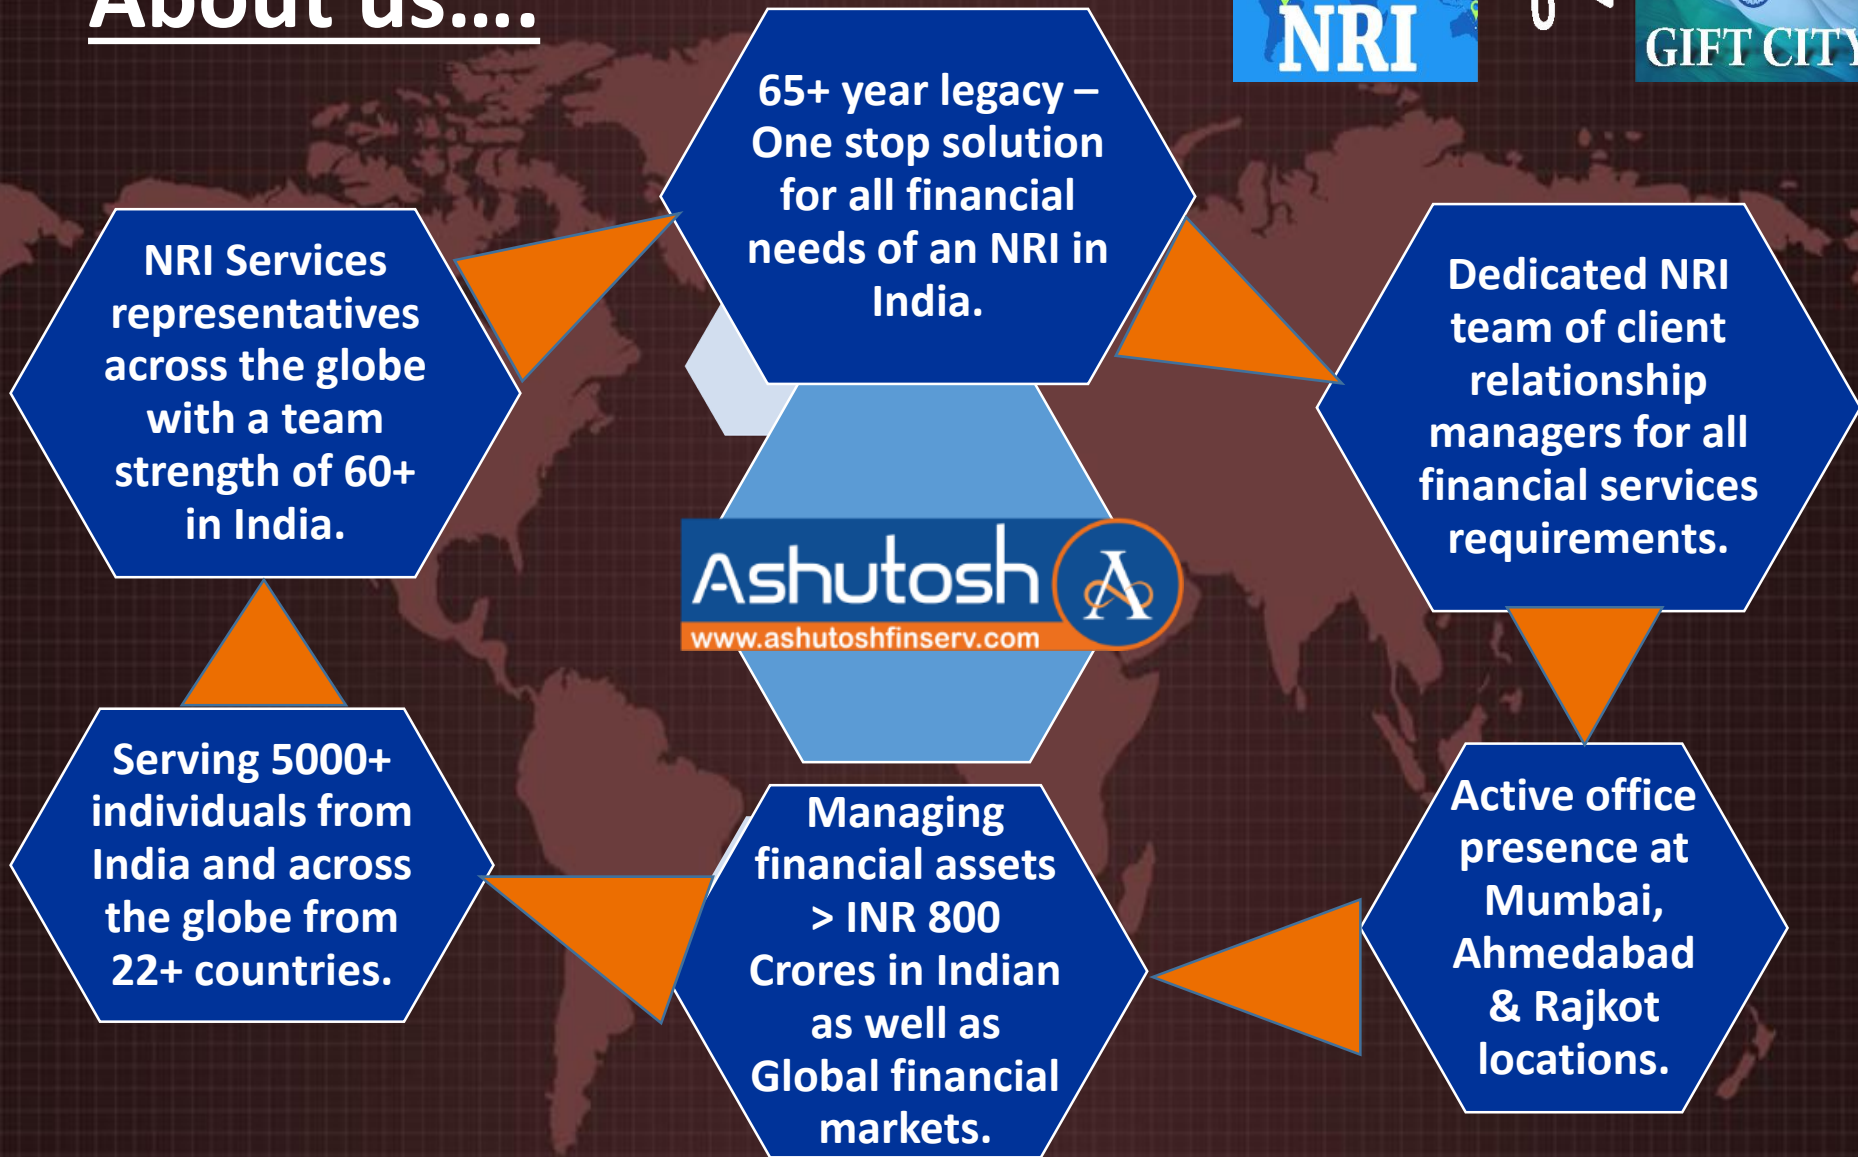 About us....
NRI
GIFT CITY
65+ year legacy –
One stop solution
for all financial
needs of an NRI in
India.
Dedicated NRI
team of client
relationship
managers for all
financial services
requirements.
Active office
presence at
Mumbai,
Ahmedabad
& Rajkot
locations.
Managing
financial assets
> INR 800
Crores in Indian
as well as
Global financial
markets.
Serving 5000+
individuals from
India and across
the globe from
22+ countries.
NRI Services
representatives
across the globe
with a team
strength of 60+
in India.
Ashutosh
www.ashutoshfinserv.com